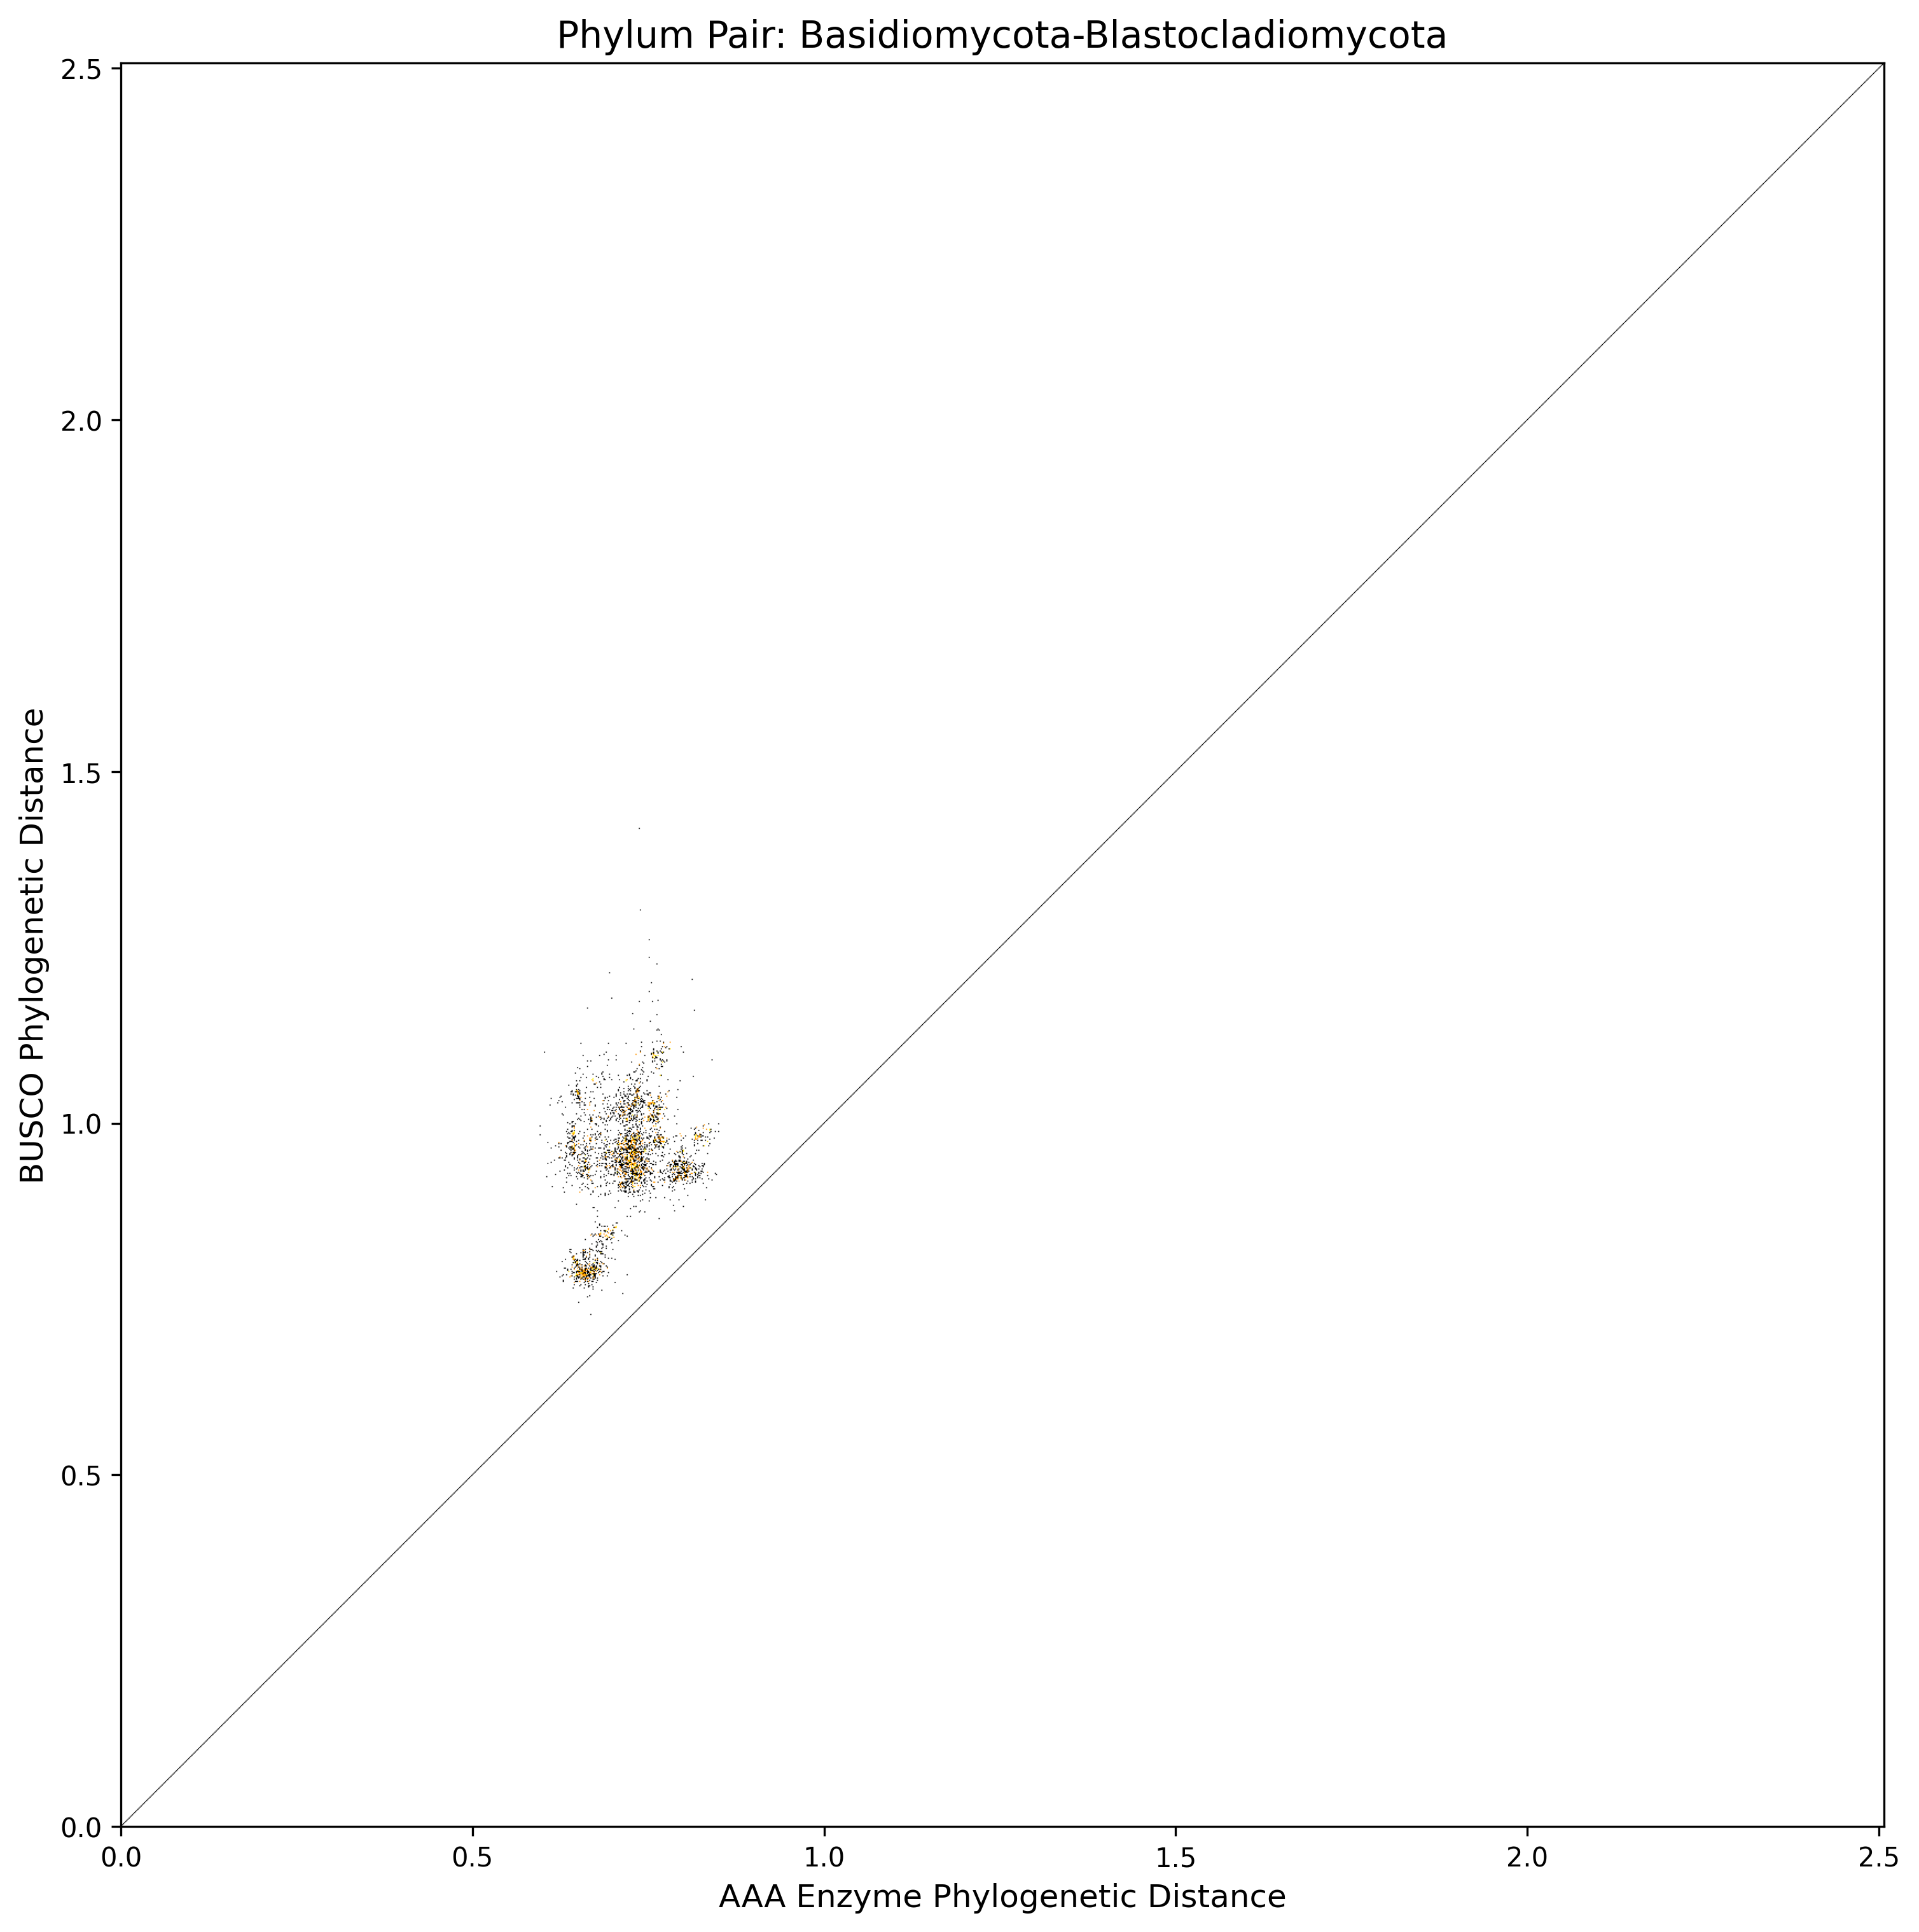 Phylum Pair: Basidiomycota-Blastocladiomycota
2.5
2.0
1.5
1.0
0.5
0.0
BUSCO Phylogenetic Distance
0.0 0.5 1.0 1.5 2.0 2.5
AAA Enzyme Phylogenetic Distance